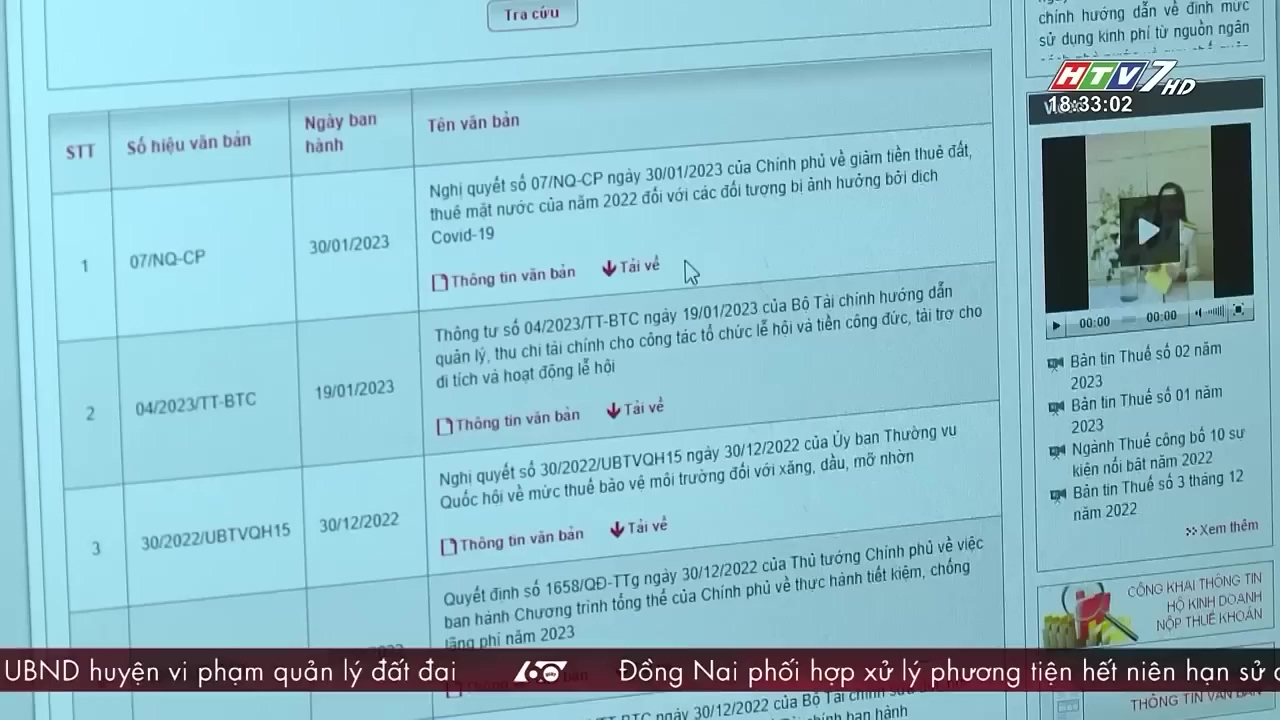 Tra cứu
chính hướng dẫn về định mức
sử dụng kinh phí từ nguồn ngân
HTV7 HD
18:33:02
STT
Số hiệu văn bản
Ngày ban
hành
Tên văn bản
1
07/NQ-CP
30/01/2023
Nghị quyết số 07/NQ-CP ngày 30/01/2023 của Chính phủ về giảm tiền thuê đất,
thuê mặt nước của năm 2022 đối với các đối tượng bị ảnh hưởng bởi dịch
Covid-19
Thông tin văn bản
Tải về
2
04/2023/TT-BTC
19/01/2023
Thông tư số 04/2023/TT-BTC ngày 19/01/2023 của Bộ Tài chính hướng dẫn
quản lý, thu chi tài chính cho công tác tổ chức lễ hội và tiền công đức, tài trợ cho
di tích và hoạt động lễ hội
Thông tin văn bản
Tải về
3
30/2022/UBTVQH15
30/12/2022
Nghị quyết số 30/2022/UBTVQH15 ngày 30/12/2022 của Ủy ban Thường vụ
Quốc hội về mức thuế bảo vệ môi trường đối với xăng, dầu, mỡ nhờn
Thông tin văn bản
Tải về
Quyết định số 1658/QĐ-TTg ngày 30/12/2022 của Thủ tướng Chính phủ về việc
ban hành Chương trình tổng thể của Chính phủ về thực hành tiết kiệm, chống
lãng phí năm 2023
00:00
00:00
Bản tin Thuế số 02 năm
2023
Bản tin Thuế số 01 năm
2023
Ngành Thuế công bố 10 sự
kiện nổi bật năm 2022
Bản tin Thuế số 3 tháng 12
năm 2022
Xem thêm
CÔNG KHAI THÔNG TIN
HỘ KINH DOANH
NỘP THUẾ KHOÁN
UBND huyện vi phạm quản lý đất đai
60 giây
Đồng Nai phối hợp xử lý phương tiện hết niên hạn sử
30/12/2022 của Bộ Tài chính
THÔNG TIN VĂN BẢN